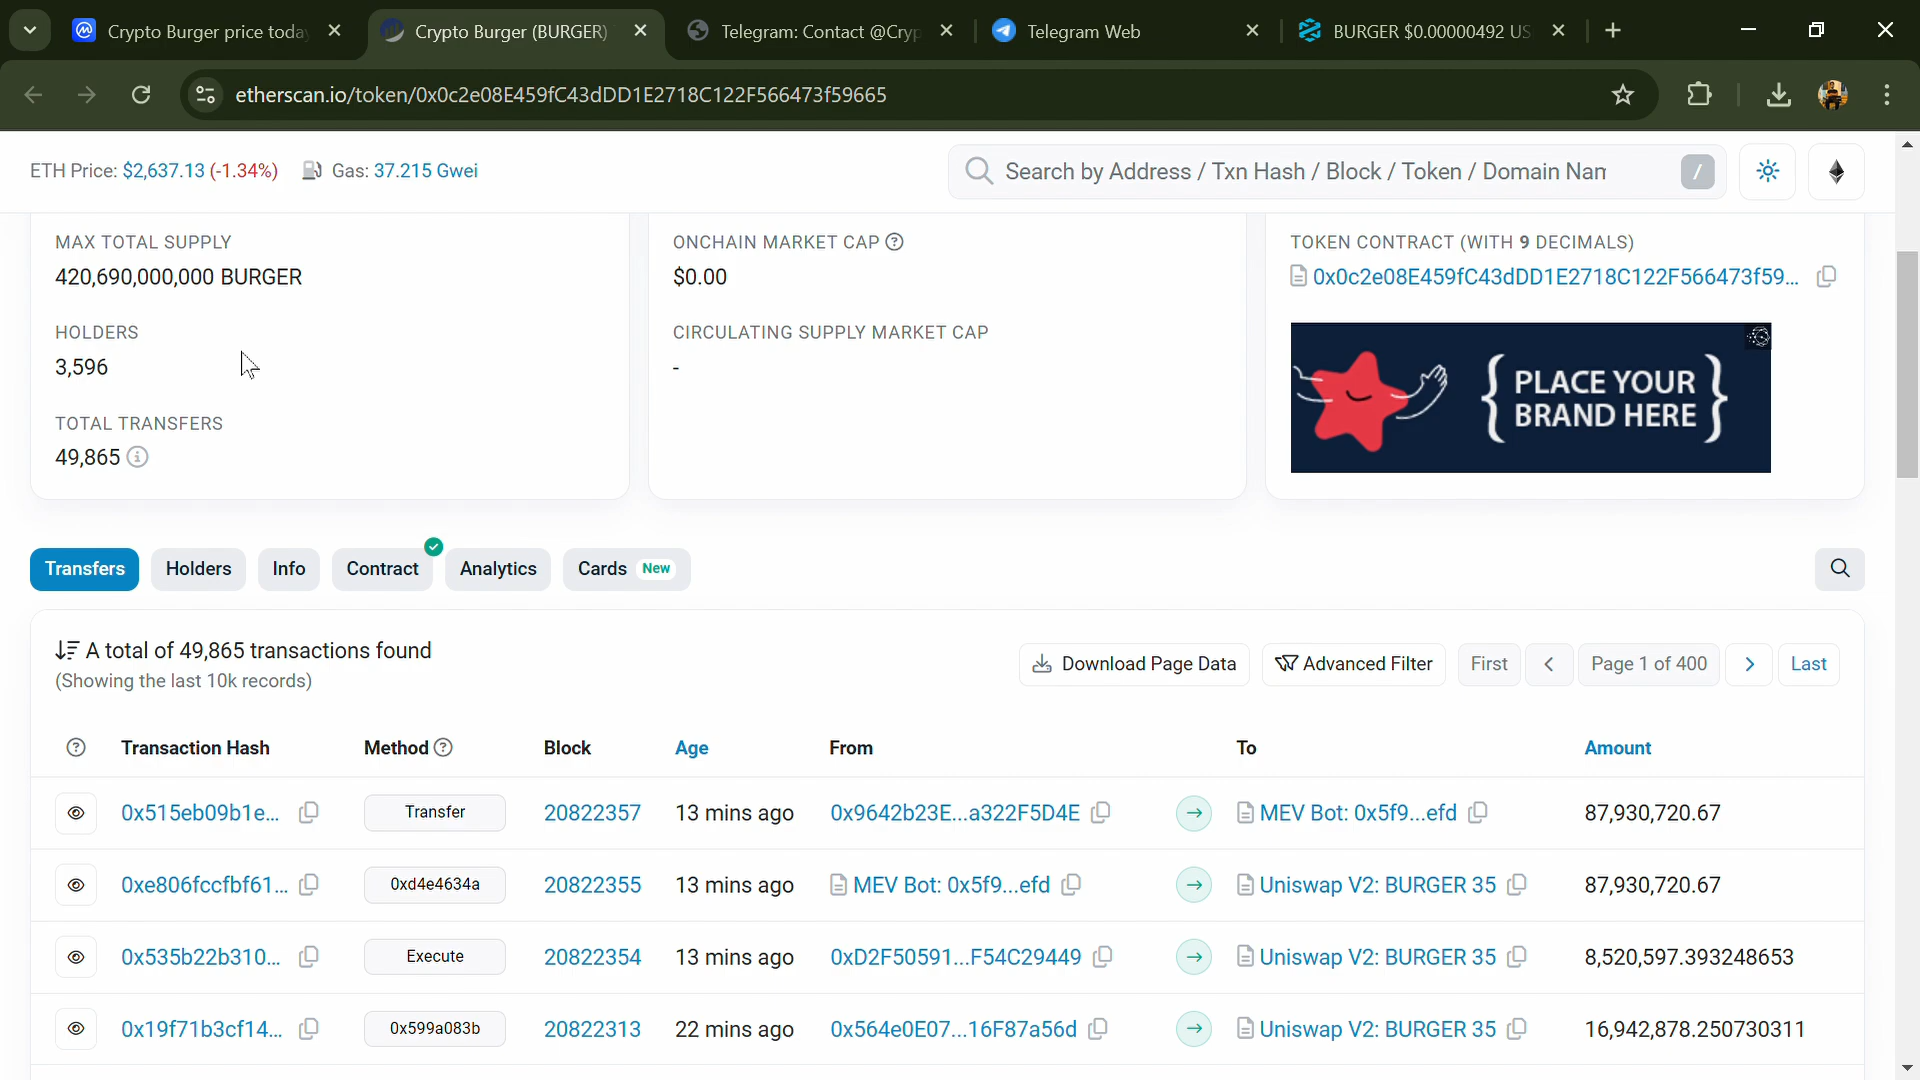 Crypto Burger price today
Crypto Burger (BURGER)
Telegram: Contact @Cryp
Telegram Web
BURGER $0.00000492 US
etherscan.io/token/0x0c2e08E459fC43dDD1E2718C122F566473f59665
ETH Price: $2,637.13 (-1.34%)
Gas: 37.215 Gwei
Search by Address / Txn Hash / Block / Token / Domain Nam
/
MAX TOTAL SUPPLY
420,690,000,000 BURGER
HOLDERS
3,596
TOTAL TRANSFERS
49,865
ONCHAIN MARKET CAP
$0.00
CIRCULATING SUPPLY MARKET CAP
-
TOKEN CONTRACT (WITH 9 DECIMALS)
0x0c2e08E459fC43dDD1E2718C122F566473f59...
{ PLACE YOUR
BRAND HERE }
Transfers
Holders
Info
Contract
Analytics
Cards New
A total of 49,865 transactions found
(Showing the last 10k records)
Download Page Data
Advanced Filter
First
Page 1 of 400
Last
Transaction Hash Method Block Age From To Amount
0x515eb09b1e... Transfer 20822357 13 mins ago 0x9642b23E...a322F5D4E MEV Bot: 0x5f9...efd 87,930,720.67
0xe806fccfbf61... 0xd4e4634a 20822355 13 mins ago MEV Bot: 0x5f9...efd Uniswap V2: BURGER 35 87,930,720.67
0x535b22b310... Execute 20822354 13 mins ago 0xD2F50591...F54C29449 Uniswap V2: BURGER 35 8,520,597.393248653
0x19f71b3cf14... 0x599a083b 20822313 22 mins ago 0x564e0E07...16F87a56d Uniswap V2: BURGER 35 16,942,878.250730311